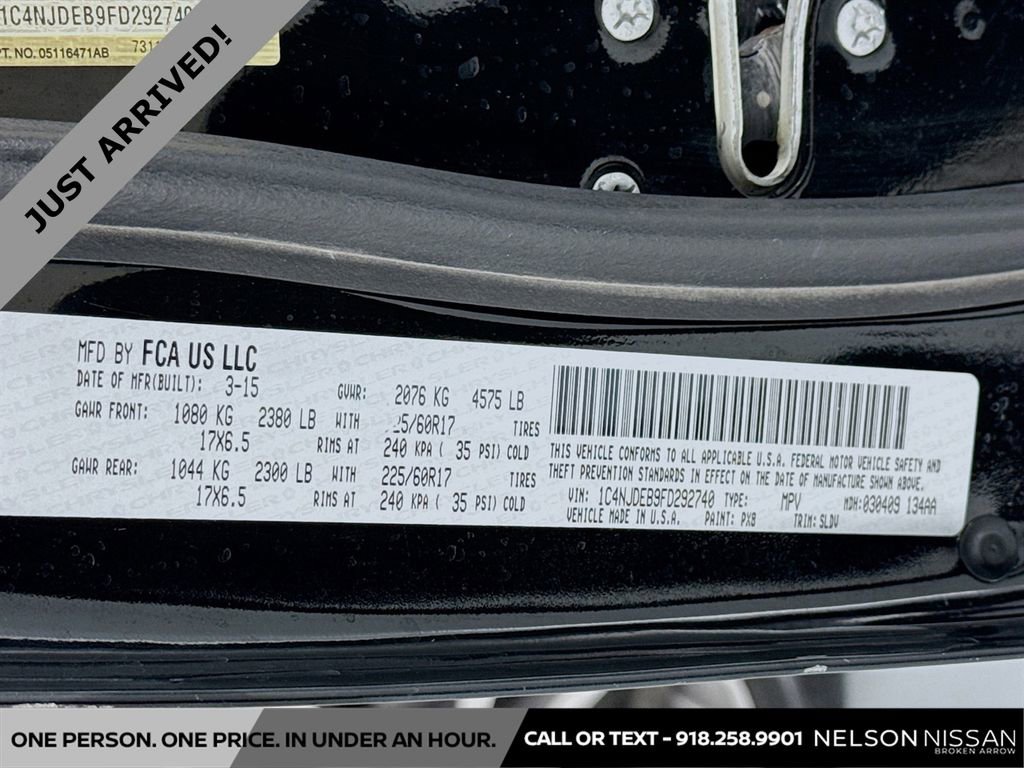 1C4NJDEB9FD292740
PT. NO. 05116471AB
JUST ARRIVED!
MFD BY FCA US LLC
DATE OF MFR(BUILT): 3-15 GVWR: 2076 KG 4575 LB
GAWR FRONT: 1080 KG 2380 LB WITH 25/60R17 TIRES
17X6.5 RIMS AT 240 KPA ( 35 PSI) COLD
GAWR REAR: 1044 KG 2300 LB WITH 225/60R17 TIRES
17X6.5 RIMS AT 240 KPA ( 35 PSI) COLD
THIS VEHICLE CONFORMS TO ALL APPLICABLE U.S.A. FEDERAL MOTOR VEHICLE SAFETY AND
THEFT PREVENTION STANDARDS IN EFFECT ON THE DATE OF MANUFACTURE SHOWN ABOVE.
VIN: 1C4NJDEB9FD292740 TYPE: MPV MDH:030409 134AA
VEHICLE MADE IN U.S.A. PAINT: PX8 TRIM: SLDV
ONE PERSON. ONE PRICE. IN UNDER AN HOUR.
CALL OR TEXT - 918.258.9901 NELSON NISSAN
BROKEN ARROW